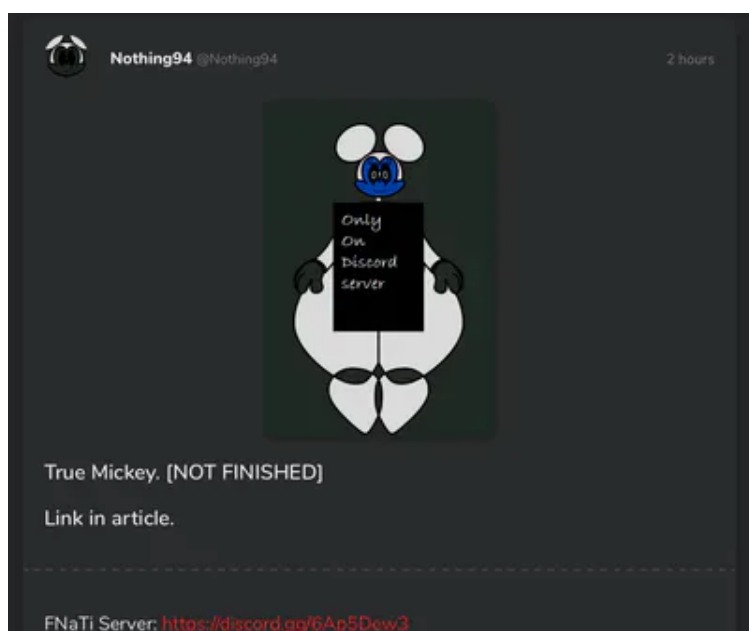 Nothing94 @Nothing94 2 hours
Only
On
Discord
server
True Mickey. [NOT FINISHED]
Link in article.
FNaTi Server: https://discord.gg/6Ap5Dew3